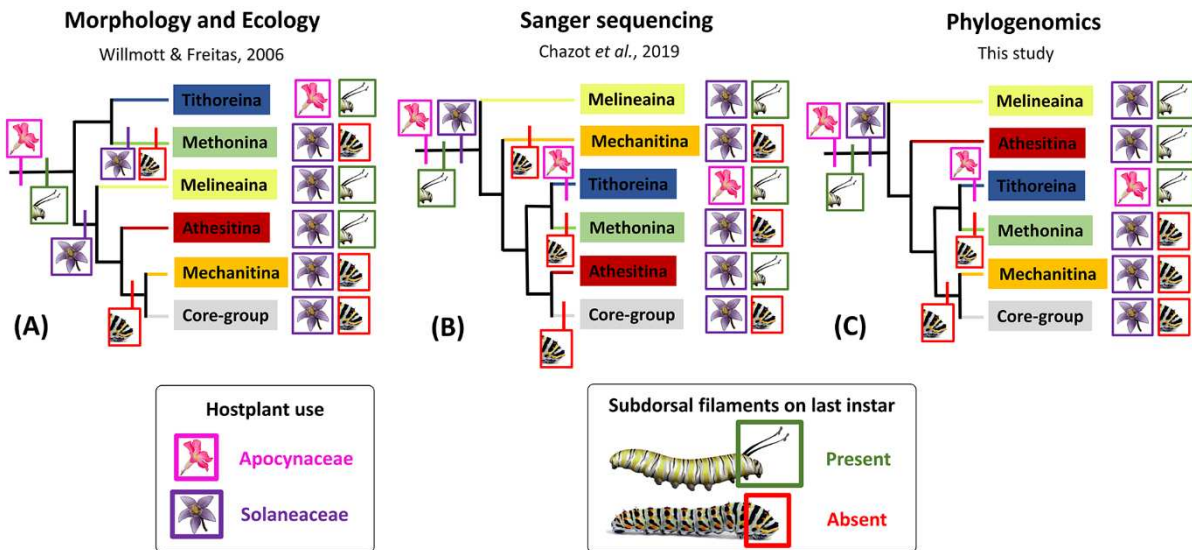 Morphology and Ecology
Willmott & Freitas, 2006
Tithoreina
Methonina
Melineaina
Athesitina
Mechanitina
Core-group
(A)
Sanger sequencing
Chazot et al., 2019
Melineaina
Mechanitina
Tithoreina
Methonina
Athesitina
Core-group
(B)
Phylogenomics
This study
Melineaina
Athesitina
Tithoreina
Methonina
Mechanitina
Core-group
(C)
Hostplant use
Apocynaceae
Solaneaceae
Subdorsal filaments on last instar
Present
Absent